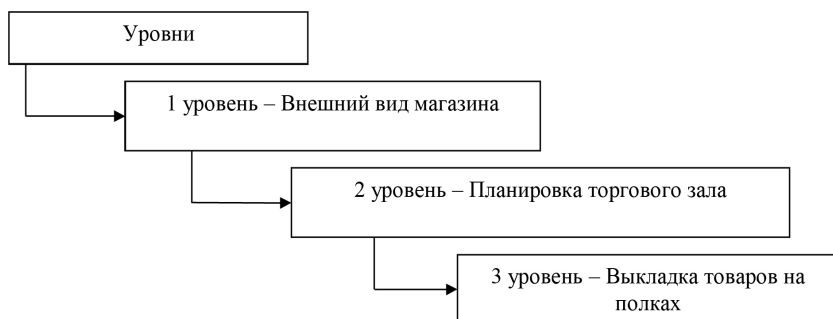 Уровни
1 уровень – Внешний вид магазина
2 уровень – Планировка торгового зала
3 уровень – Выкладка товаров на
полках